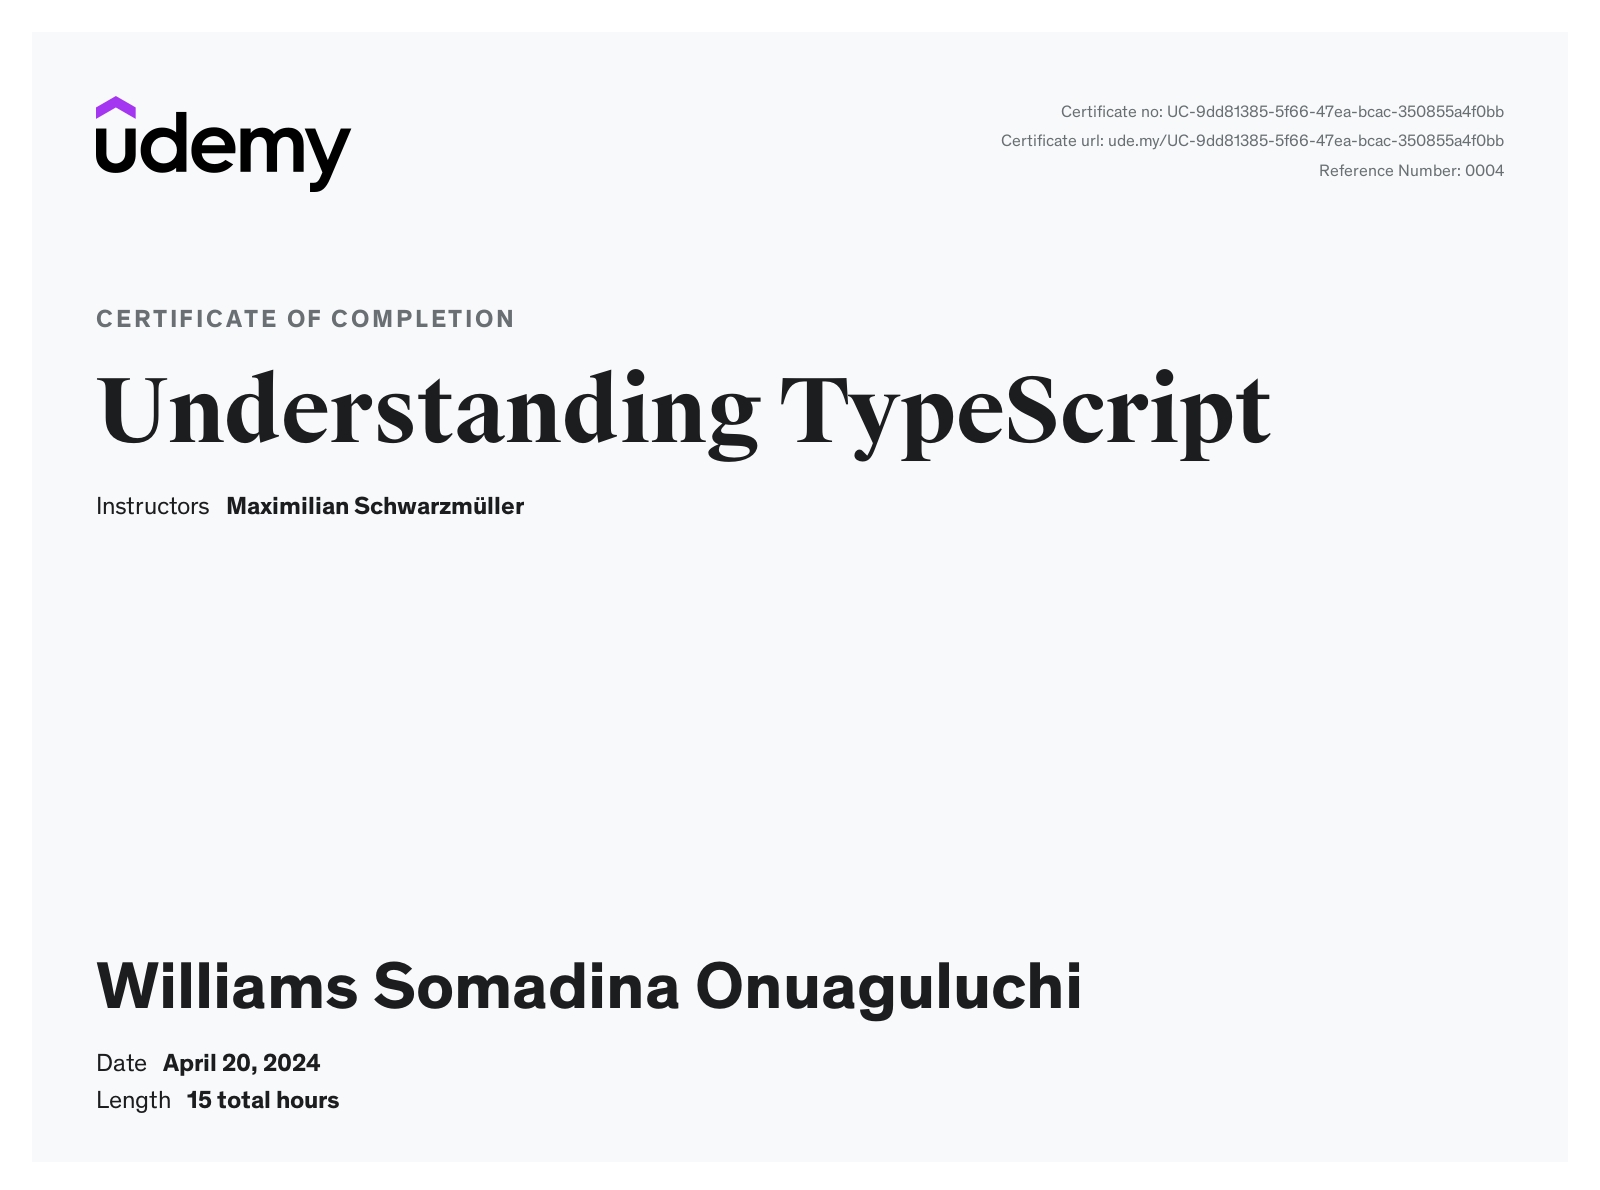 udemy
Certificate no: UC-9dd81385-5f66-47ea-bcac-350855a4f0bb
Certificate url: ude.my/UC-9dd81385-5f66-47ea-bcac-350855a4f0bb
Reference Number: 0004
CERTIFICATE OF COMPLETION
Understanding TypeScript
Instructors Maximilian Schwarzmüller
Williams Somadina Onuaguluchi
Date April 20, 2024
Length 15 total hours